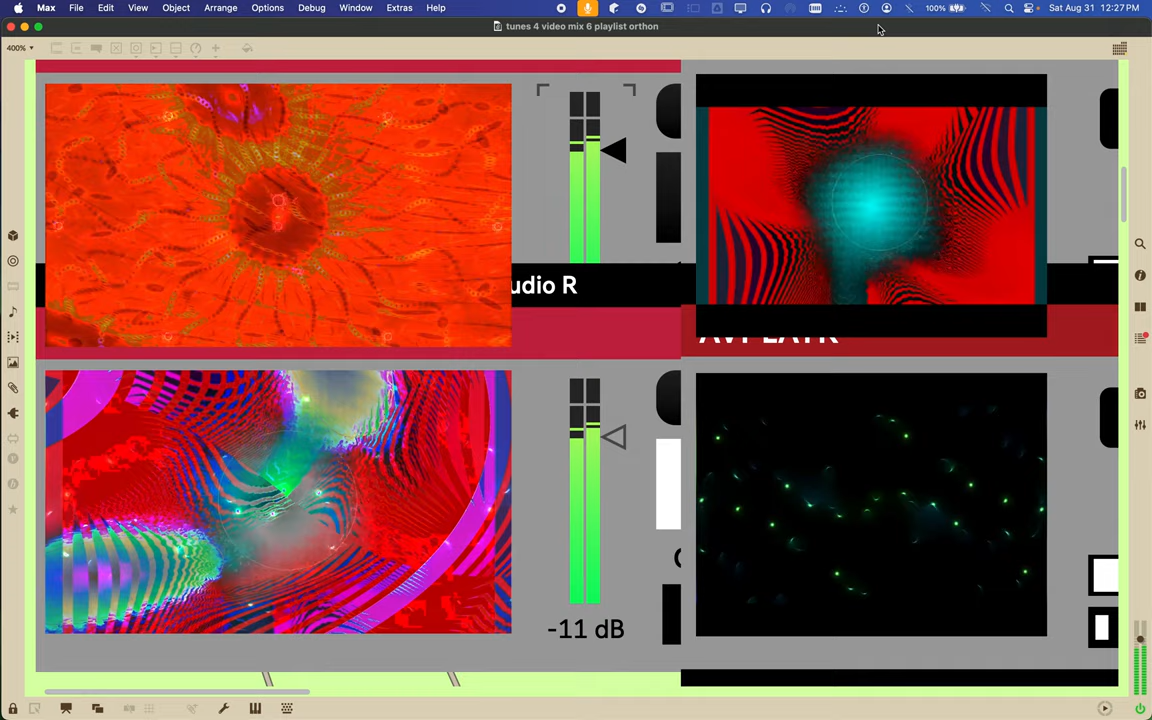 Max File Edit View Object Arrange Options Debug Window Extras Help 100% Sat Aug 31 12:27 PM
tunes 4 video mix 6 playlist orthon
400%
udio R
AVPLAYR
-11 dB